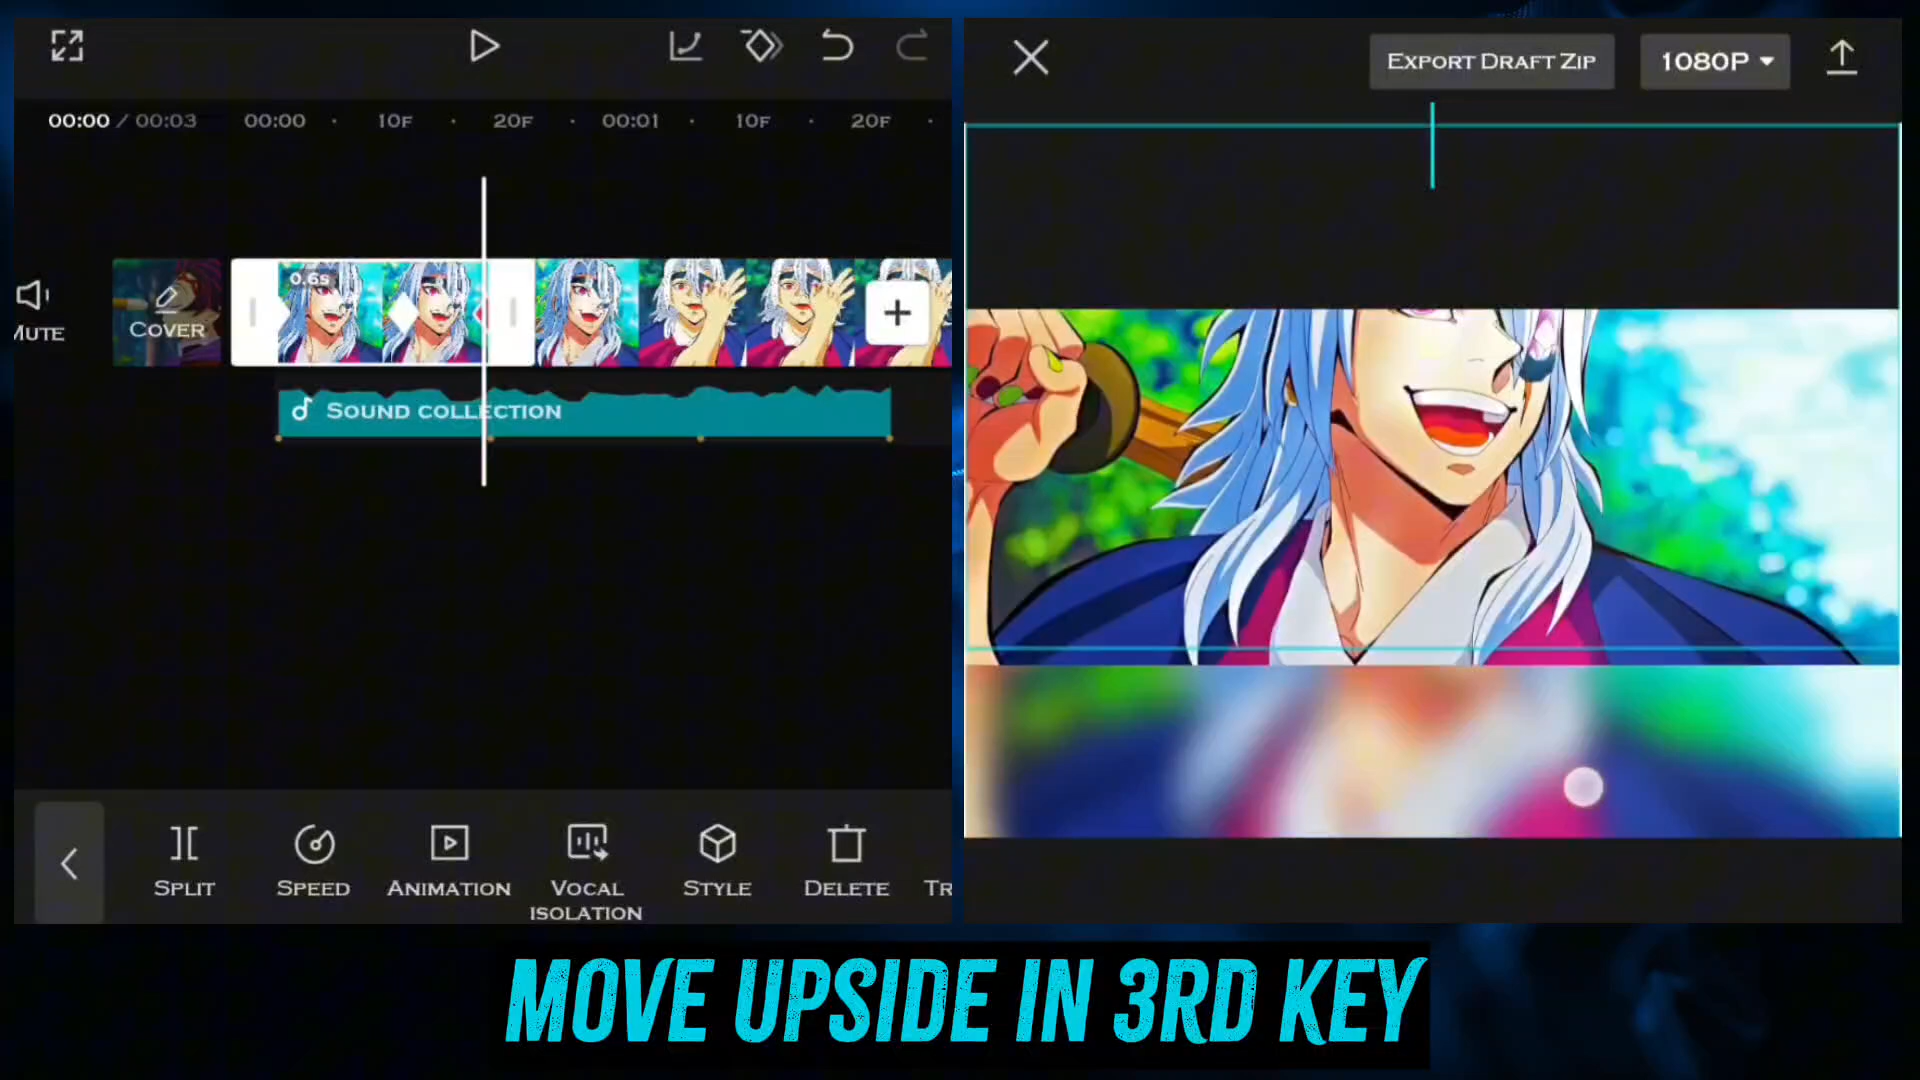 EXPORT DRAFT ZIP 1080P
00:00 / 00:03 00:00 · 10F · 20F · 00:01 · 10F · 20F ·
0.6s
MUTE COVER
SOUND COLLECTION
SPLIT SPEED ANIMATION VOCAL ISOLATION STYLE DELETE TR
MOVE UPSIDE IN 3RD KEY